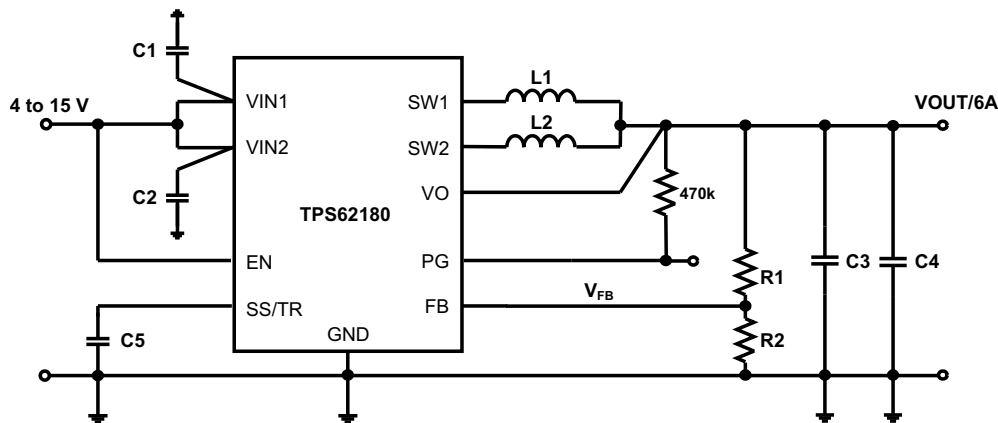 C1
L1
4 to 15 V
VIN1
SW1
VOUT/6A
L2
VIN2
SW2
C2
VO
470k
TPS62180
EN
PG
C3
C4
R1
SS/TR
FB
VFB
C5
GND
R2